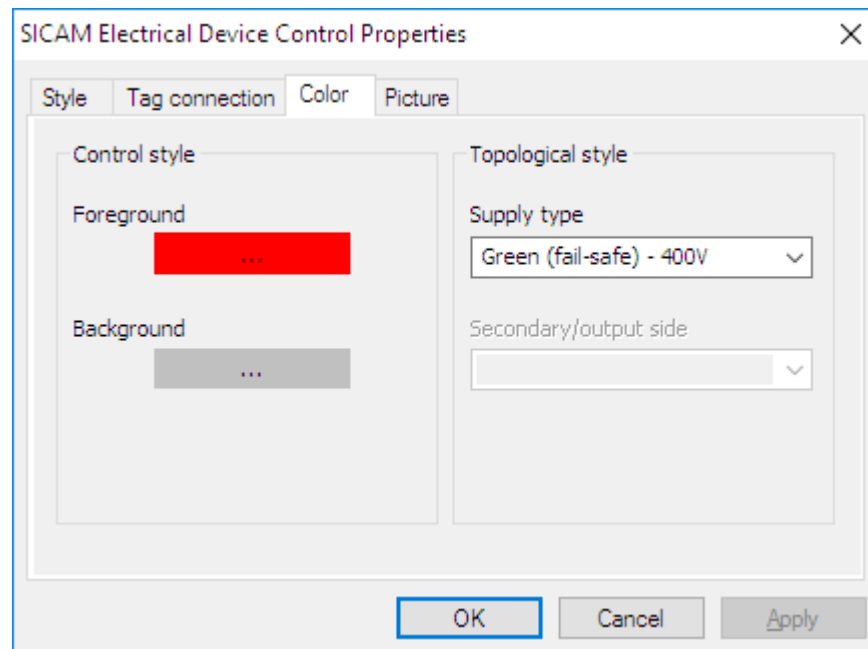 SICAM Electrical Device Control Properties
Style Tag connection Color Picture
Control style
Foreground
...
Background
...
Topological style
Supply type
Green (fail-safe) - 400V
Secondary/output side
OK Cancel Apply